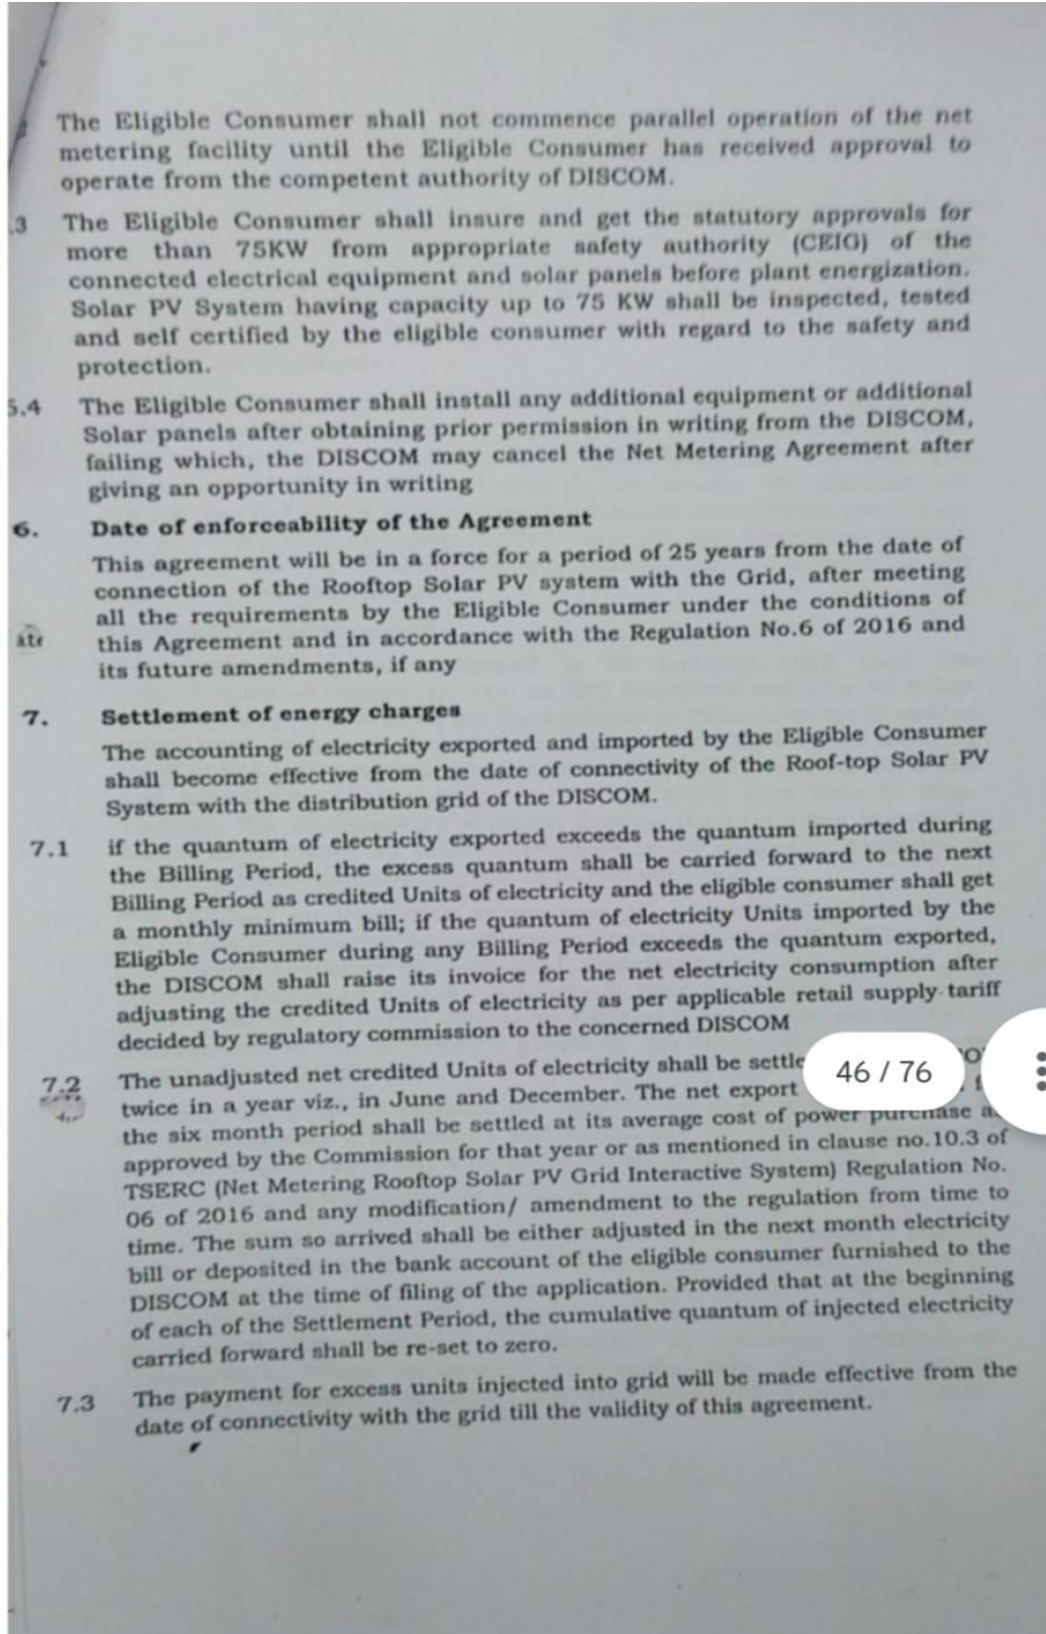 The Eligible Consumer shall not commence parallel operation of the net
metering facility until the Eligible Consumer has received approval to
operate from the competent authority of DISCOM.
.3 The Eligible Consumer shall insure and get the statutory approvals for
more than 75KW from appropriate safety authority (CEIG) of the
connected electrical equipment and solar panels before plant energization.
Solar PV System having capacity up to 75 KW shall be inspected, tested
and self certified by the eligible consumer with regard to the safety and
protection.
5.4 The Eligible Consumer shall install any additional equipment or additional
Solar panels after obtaining prior permission in writing from the DISCOM,
failing which, the DISCOM may cancel the Net Metering Agreement after
giving an opportunity in writing
6. Date of enforceability of the Agreement
This agreement will be in a force for a period of 25 years from the date of
connection of the Rooftop Solar PV system with the Grid, after meeting
all the requirements by the Eligible Consumer under the conditions of
this Agreement and in accordance with the Regulation No.6 of 2016 and
its future amendments, if any
7. Settlement of energy charges
The accounting of electricity exported and imported by the Eligible Consumer
shall become effective from the date of connectivity of the Roof-top Solar PV
System with the distribution grid of the DISCOM.
7.1 if the quantum of electricity exported exceeds the quantum imported during
the Billing Period, the excess quantum shall be carried forward to the next
Billing Period as credited Units of electricity and the eligible consumer shall get
a monthly minimum bill; if the quantum of electricity Units imported by the
Eligible Consumer during any Billing Period exceeds the quantum exported,
the DISCOM shall raise its invoice for the net electricity consumption after
adjusting the credited Units of electricity as per applicable retail supply tariff
decided by regulatory commission to the concerned DISCOM
7.2 The unadjusted net credited Units of electricity shall be settle
46 / 76
twice in a year viz., in June and December. The net export
the six month period shall be settled at its average cost of power purchase
approved by the Commission for that year or as mentioned in clause no.10.3 of
TSERC (Net Metering Rooftop Solar PV Grid Interactive System) Regulation No.
06 of 2016 and any modification/ amendment to the regulation from time to
time. The sum so arrived shall be either adjusted in the next month electricity
bill or deposited in the bank account of the eligible consumer furnished to the
DISCOM at the time of filing of the application. Provided that at the beginning
of each of the Settlement Period, the cumulative quantum of injected electricity
carried forward shall be re-set to zero.
7.3 The payment for excess units injected into grid will be made effective from the
date of connectivity with the grid till the validity of this agreement.